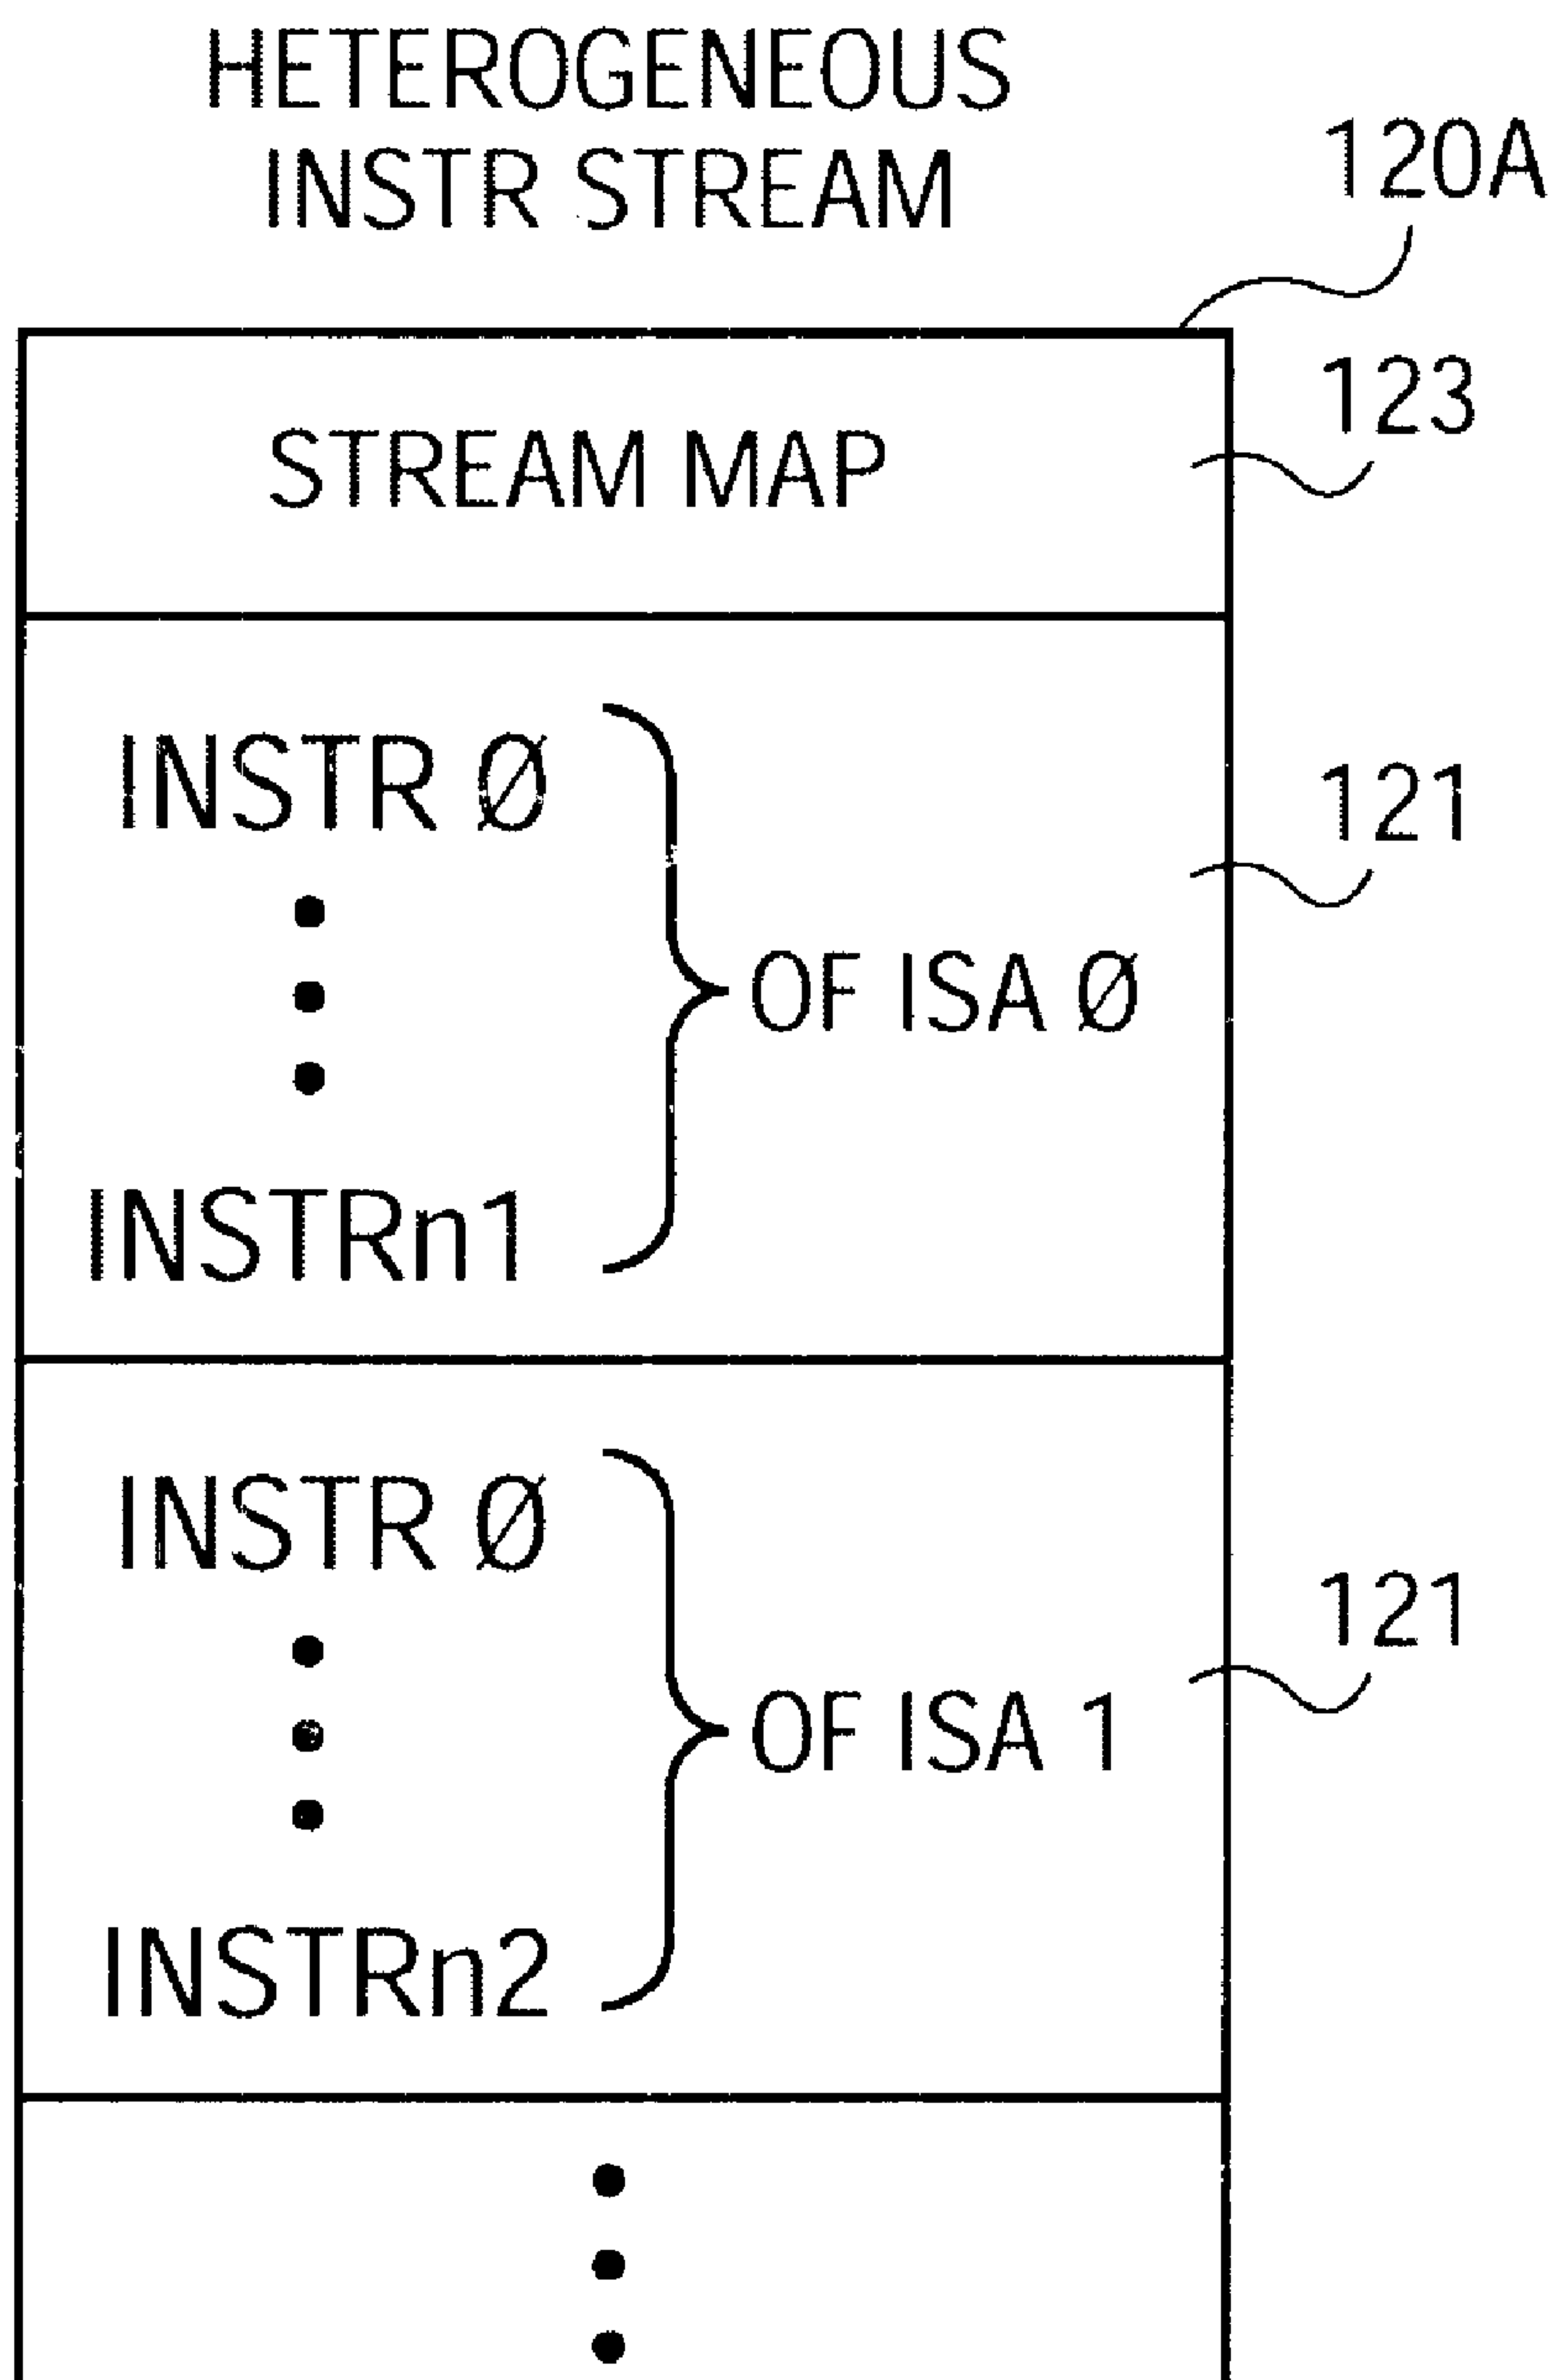 HETEROGENEOUS
INSTR STREAM
120A
123
STREAM MAP
INSTR Ø
121
OF ISA Ø
INSTRn1
INSTR Ø
121
OF ISA 1
INSTRn2